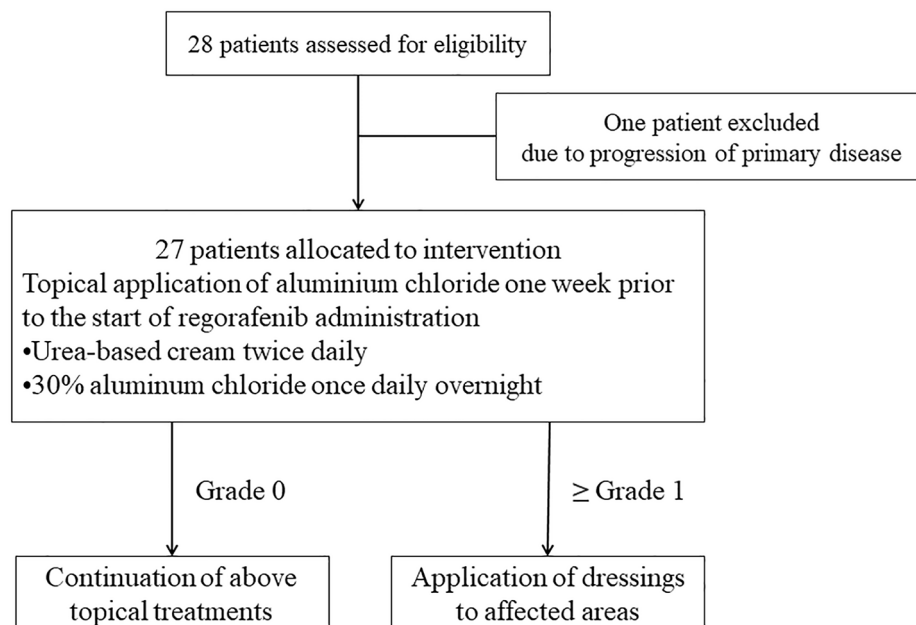 28 patients assessed for eligibility
One patient excluded
due to progression of primary disease
27 patients allocated to intervention
Topical application of aluminium chloride one week prior
to the start of regorafenib administration
•Urea-based cream twice daily
•30% aluminum chloride once daily overnight
Grade 0
≥ Grade 1
Continuation of above
topical treatments
Application of dressings
to affected areas